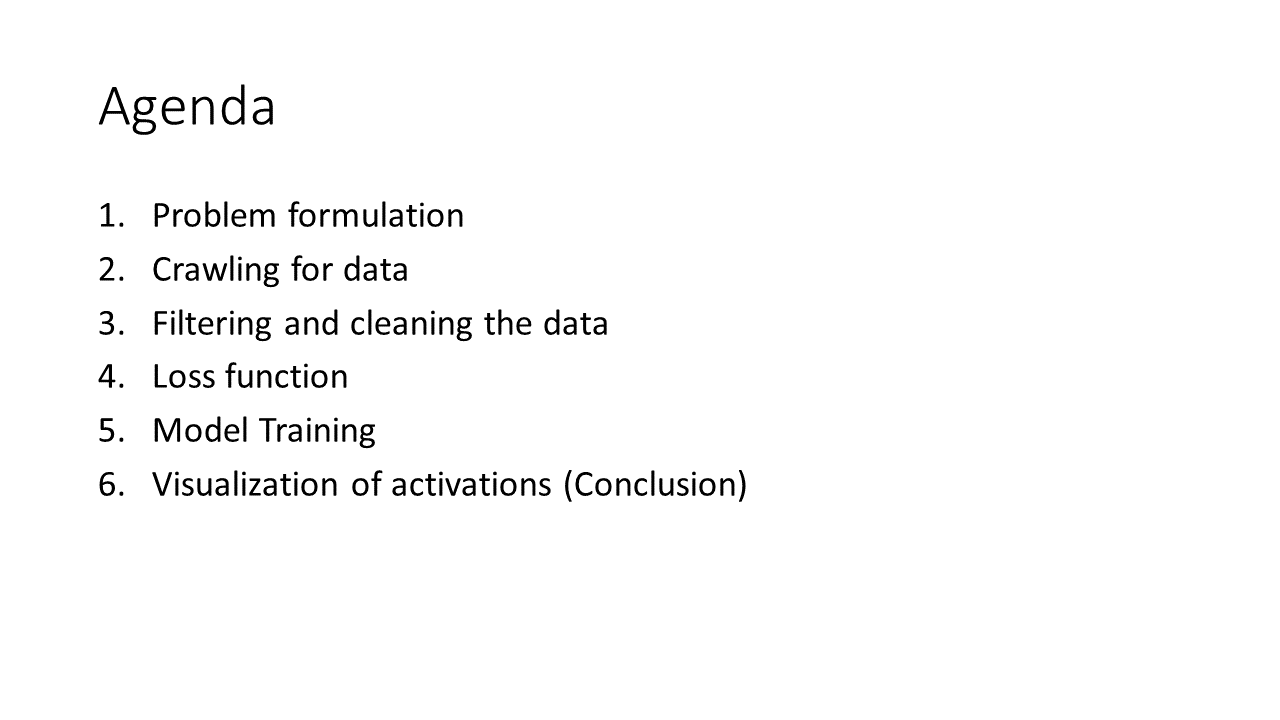 Agenda
1. Problem formulation
2. Crawling for data
3. Filtering and cleaning the data
4. Loss function
5. Model Training
6. Visualization of activations (Conclusion)